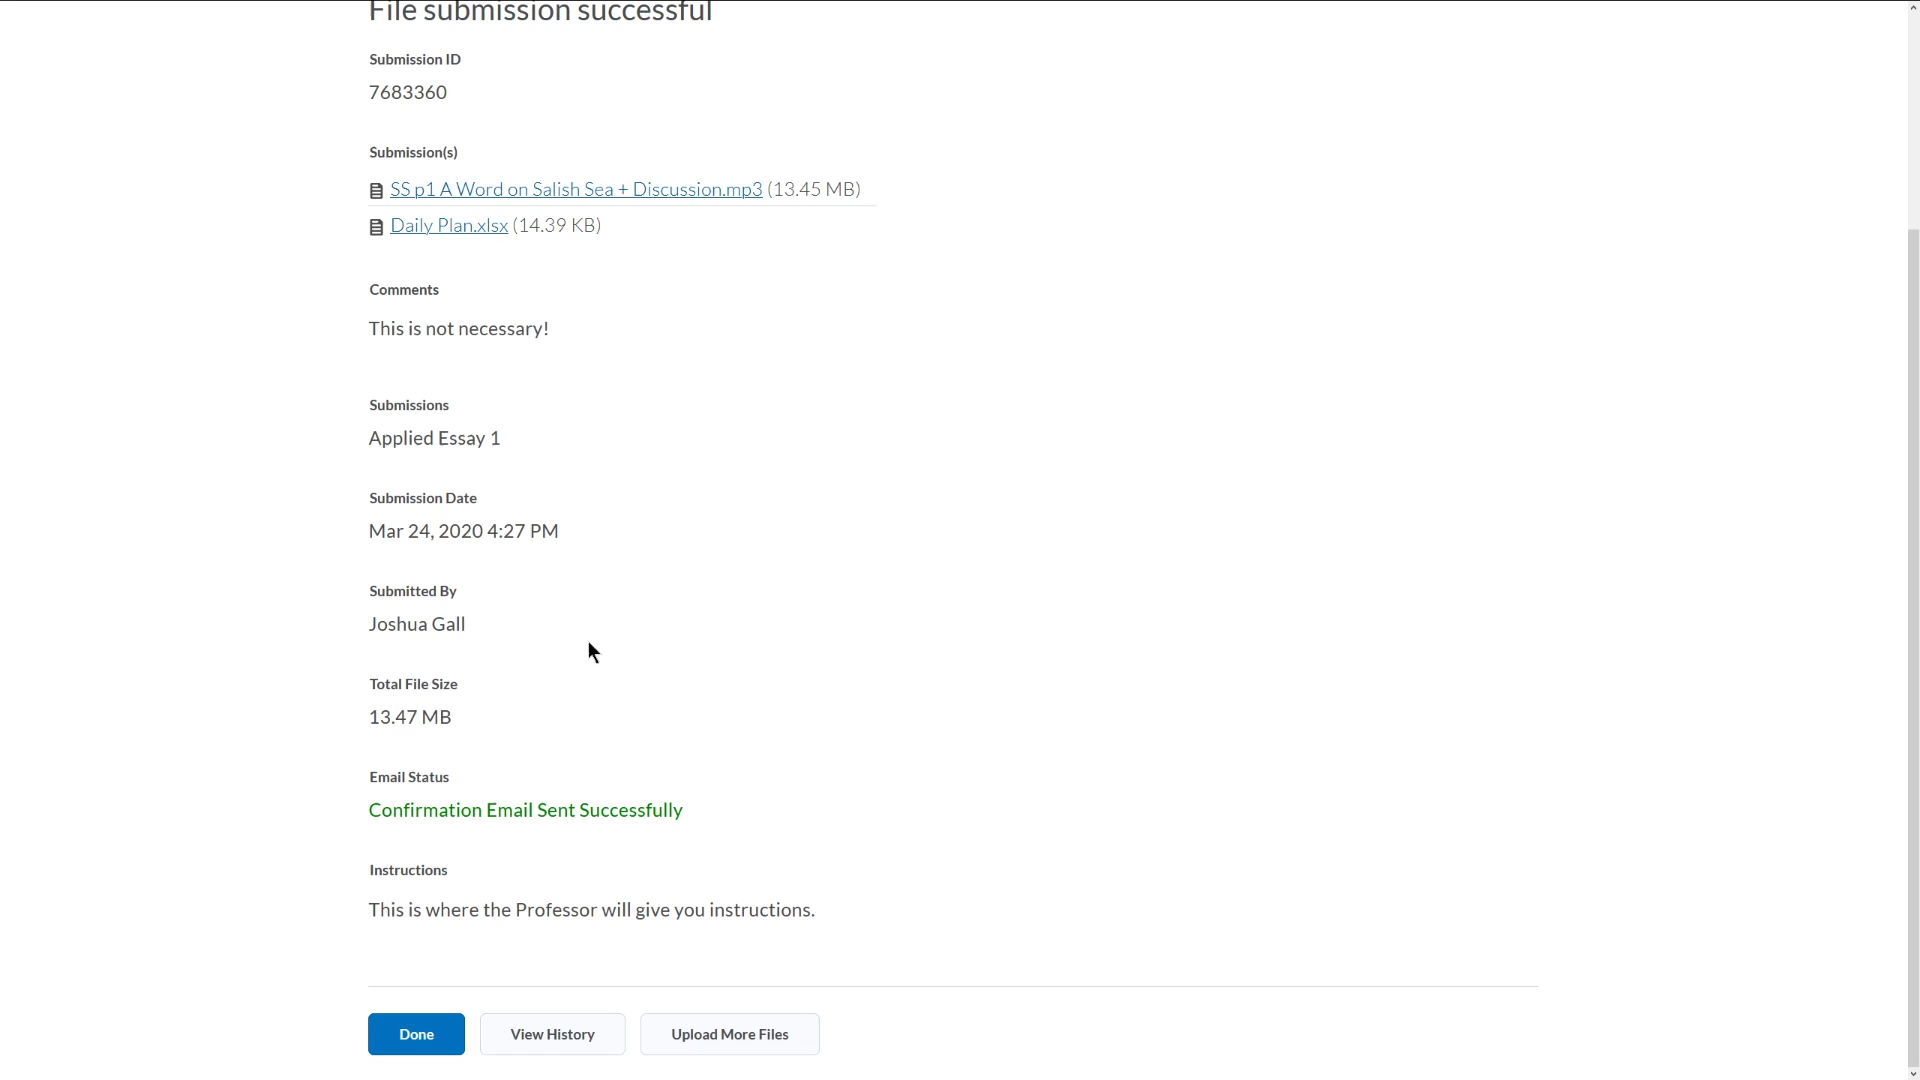 File submission successful
Submission ID
7683360
Submission(s)
SS p1 A Word on Salish Sea + Discussion.mp3 (13.45 MB)
Daily Plan.xlsx (14.39 KB)
Comments
This is not necessary!
Submissions
Applied Essay 1
Submission Date
Mar 24, 2020 4:27 PM
Submitted By
Joshua Gall
Total File Size
13.47 MB
Email Status
Confirmation Email Sent Successfully
Instructions
This is where the Professor will give you instructions.
Done View History Upload More Files